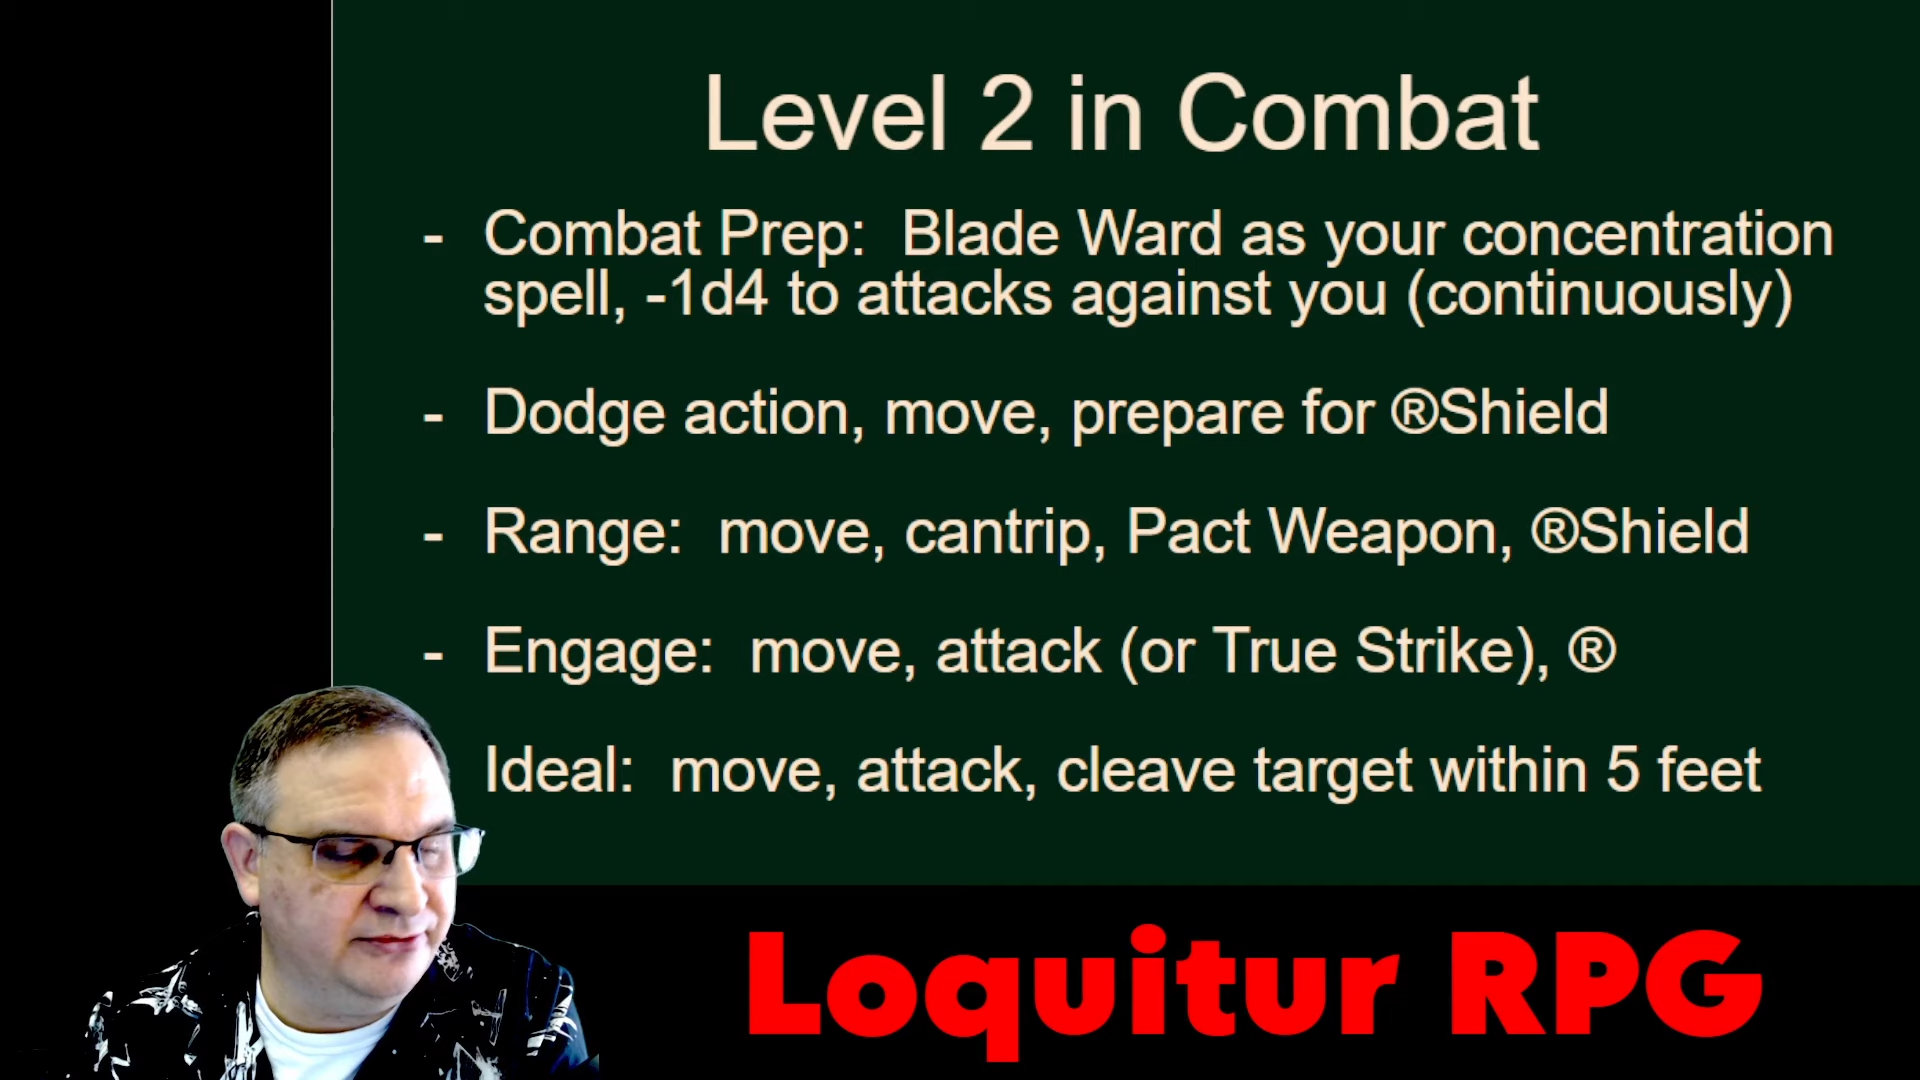 Level 2 in Combat
- Combat Prep:  Blade Ward as your concentration
spell, -1d4 to attacks against you (continuously)
- Dodge action, move, prepare for ®Shield
- Range:  move, cantrip, Pact Weapon, ®Shield
- Engage:  move, attack (or True Strike), ®
Ideal:  move, attack, cleave target within 5 feet
Loquitur RPG